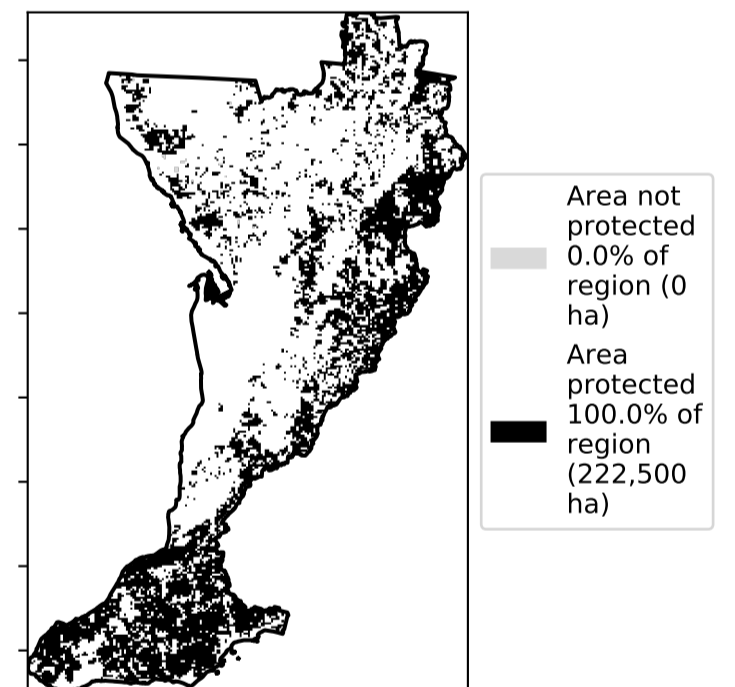 Area not
protected
0.0% of
region (0
ha)
Area
protected
100.0% of
region
(222,500
ha)